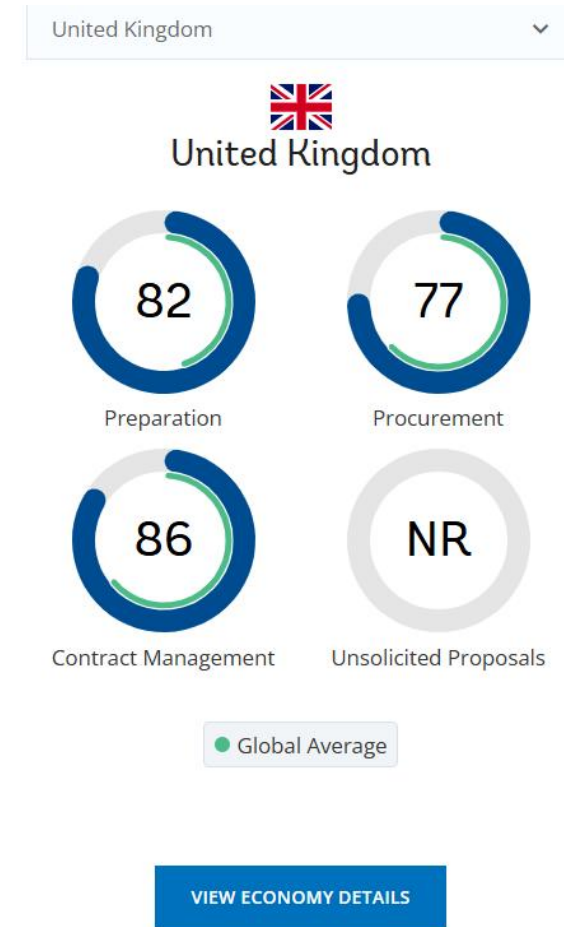 United Kingdom
United Kingdom
82
77
Preparation
Procurement
86
NR
Contract Management
Unsolicited Proposals
Global Average
VIEW ECONOMY DETAILS